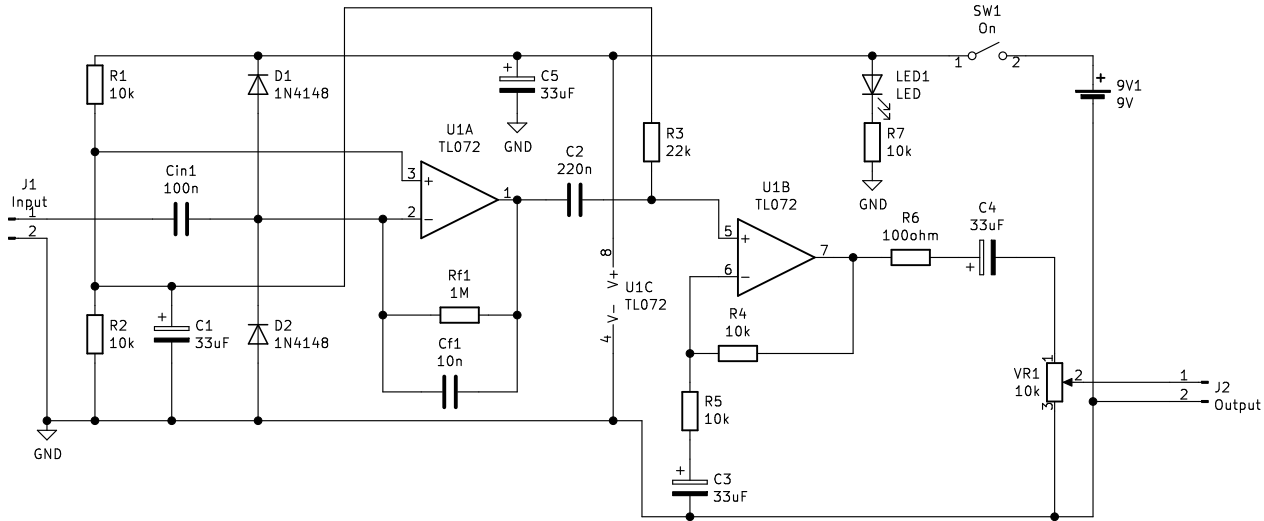 SW1
On
1
2
R1
10k
D1
1N4148
+
C5
33uF
GND
LED1
LED
+
9V1
9V
U1A
TL072
R3
22k
R7
10k
C2
220n
J1
Input
1
2
Cin1
100n
3
+
1
2
−
U1B
TL072
GND
R6
100ohm
C4
33uF
5
+
7
6
−
+
8
V+
U1C
TL072
V-
4
Rf1
1M
R2
10k
+
C1
33uF
D2
1N4148
Cf1
10n
R4
10k
VR1
10k
1
2
3
1
2
J2
Output
R5
10k
GND
+
C3
33uF